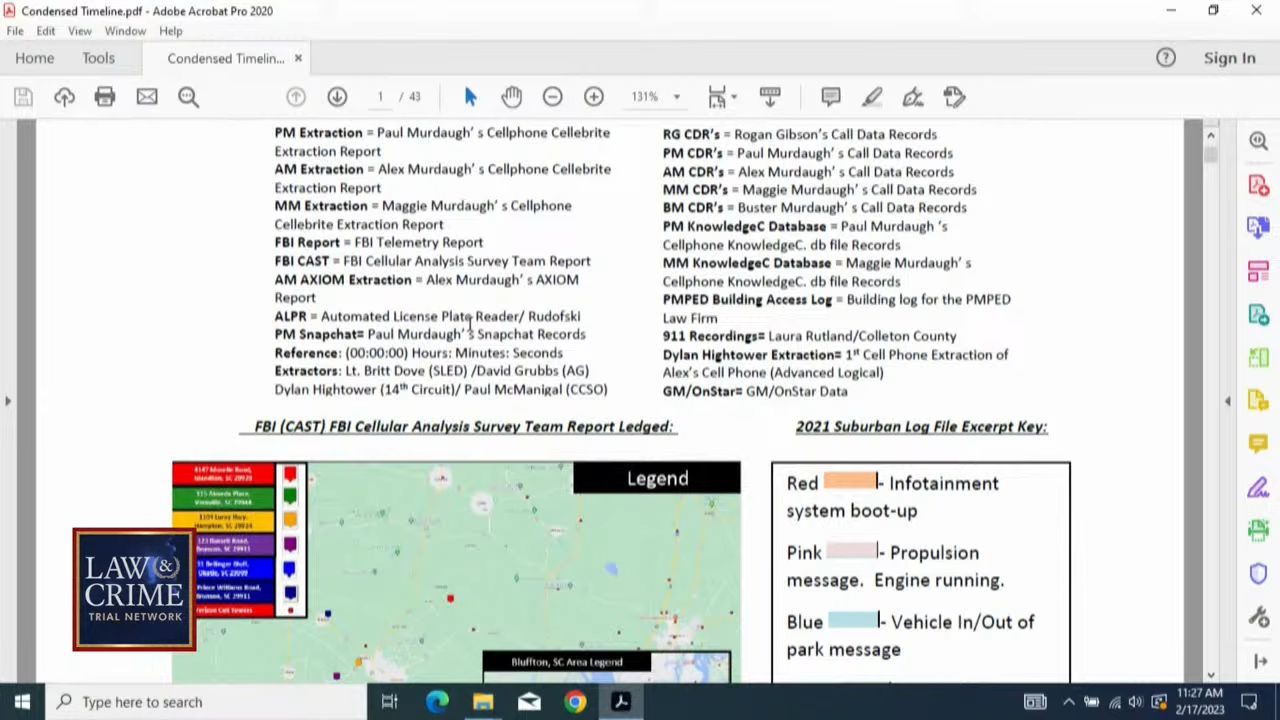 Condensed Timeline.pdf - Adobe Acrobat Pro 2020
File Edit View Window Help
Home Tools Condensed Timelin... ×
Sign In
1 / 43 131%
PM Extraction = Paul Murdaugh' s Cellphone Cellebrite
Extraction Report
AM Extraction = Alex Murdaugh' s Cellphone Cellebrite
Extraction Report
MM Extraction = Maggie Murdaugh' s Cellphone
Cellebrite Extraction Report
FBI Report = FBI Telemetry Report
FBI CAST = FBI Cellular Analysis Survey Team Report
AM AXIOM Extraction = Alex Murdaugh' s AXIOM
Report
ALPR = Automated License Plate Reader/ Rudofski
PM Snapchat= Paul Murdaugh' s Snapchat Records
Reference: (00:00:00) Hours: Minutes: Seconds
Extractors: Lt. Britt Dove (SLED) /David Grubbs (AG)
Dylan Hightower (14th Circuit)/ Paul McManigal (CCSO)
RG CDR's = Rogan Gibson's Call Data Records
PM CDR's = Paul Murdaugh' s Call Data Records
AM CDR's = Alex Murdaugh' s Call Data Records
MM CDR's = Maggie Murdaugh' s Call Data Records
BM CDR's = Buster Murdaugh' s Call Data Records
PM KnowledgeC Database = Paul Murdaugh 's
Cellphone KnowledgeC. db file Records
MM KnowledgeC Database = Maggie Murdaugh' s
Cellphone KnowledgeC. db file Records
PMPED Building Access Log = Building log for the PMPED
Law Firm
911 Recordings= Laura Rutland/Colleton County
Dylan Hightower Extraction= 1st Cell Phone Extraction of
Alex's Cell Phone (Advanced Logical)
GM/OnStar= GM/OnStar Data
FBI (CAST) FBI Cellular Analysis Survey Team Report Ledged:
2021 Suburban Log File Excerpt Key:
Legend
4147 Moselle Road,
Islandton, SC 29929
Verizon Cell Towers
Bluffton, SC Area Legend
Red - Infotainment
system boot-up
Pink - Propulsion
message. Engine running.
Blue - Vehicle In/Out of
park message
LAW &
CRIME
TRIAL NETWORK
Type here to search
11:27 AM
2/17/2023